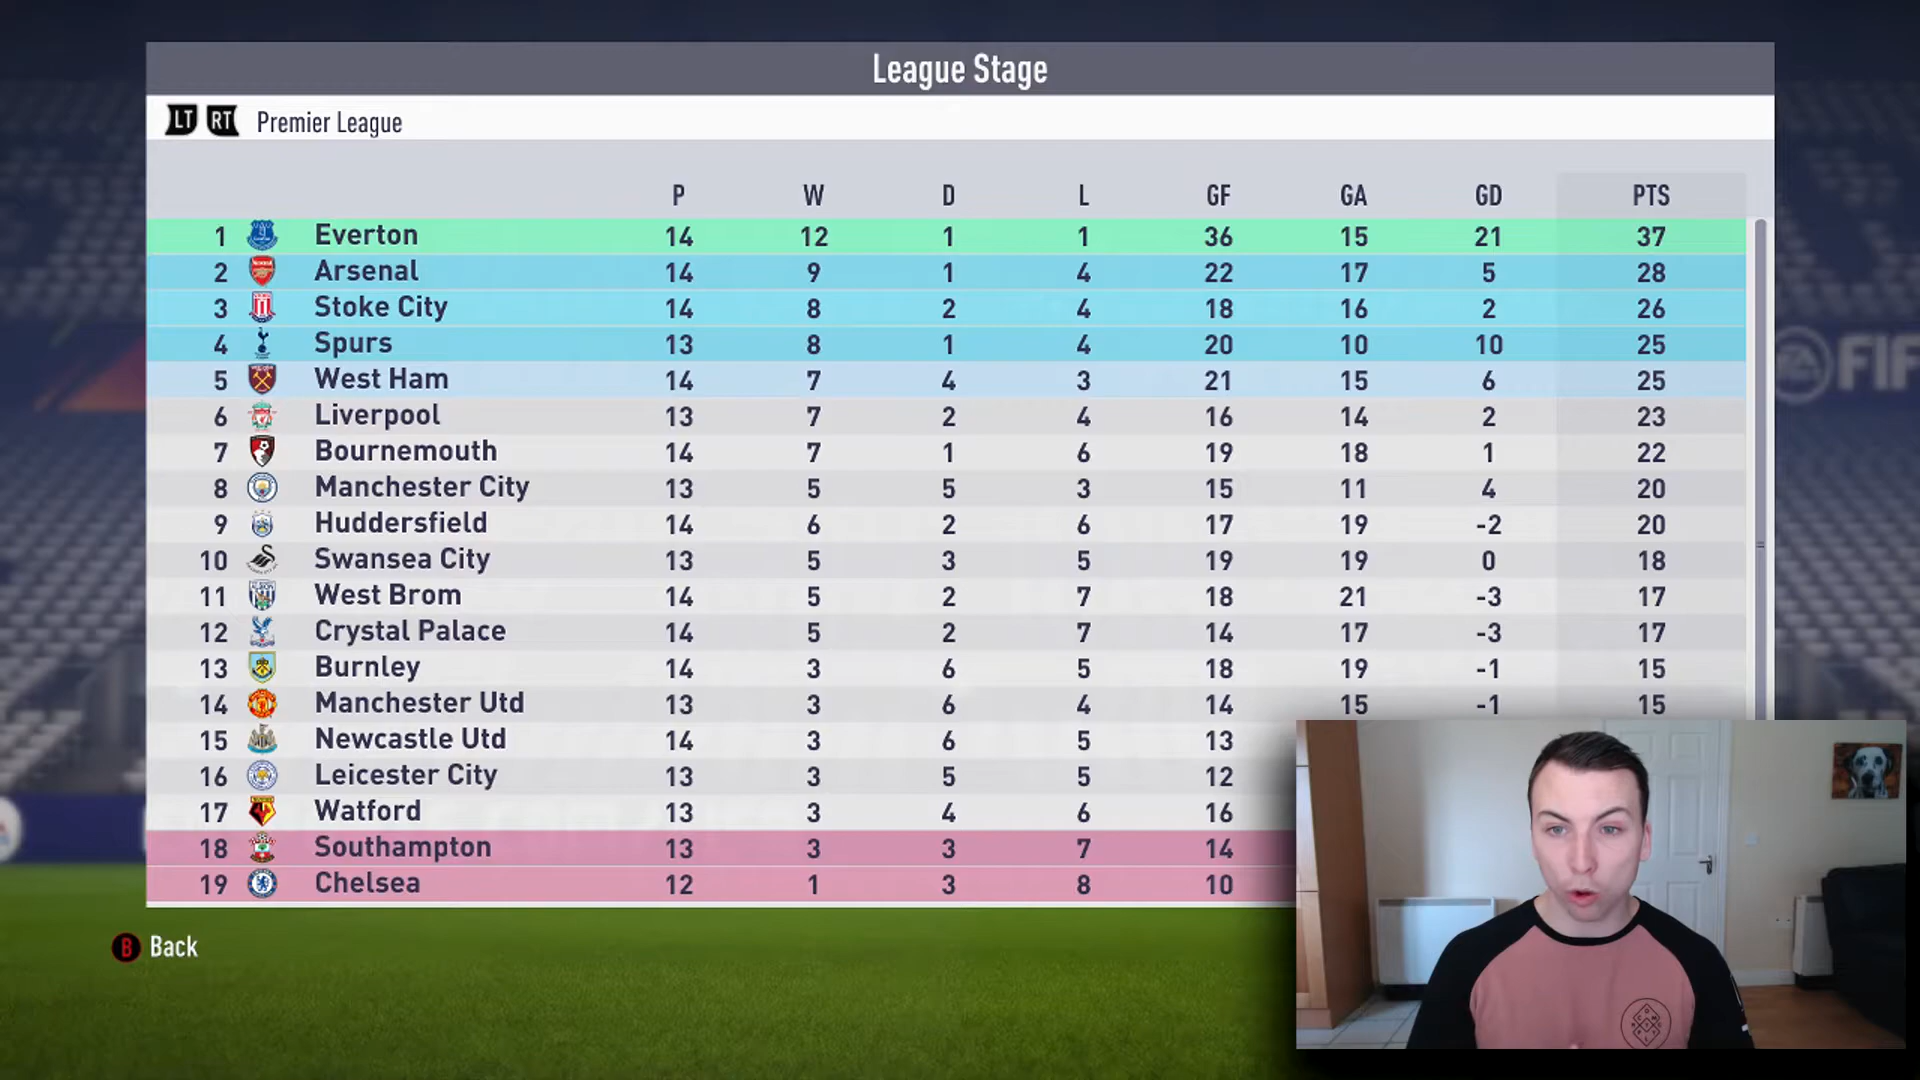 League Stage
LT RT Premier League
P W D L GF GA GD PTS
1 Everton 14 12 1 1 36 15 21 37
2 Arsenal 14 9 1 4 22 17 5 28
3 Stoke City 14 8 2 4 18 16 2 26
4 Spurs 13 8 1 4 20 10 10 25
5 West Ham 14 7 4 3 21 15 6 25
6 Liverpool 13 7 2 4 16 14 2 23
7 Bournemouth 14 7 1 6 19 18 1 22
8 Manchester City 13 5 5 3 15 11 4 20
9 Huddersfield 14 6 2 6 17 19 -2 20
10 Swansea City 13 5 3 5 19 19 0 18
11 West Brom 14 5 2 7 18 21 -3 17
12 Crystal Palace 14 5 2 7 14 17 -3 17
13 Burnley 14 3 6 5 18 19 -1 15
14 Manchester Utd 13 3 6 4 14 15 -1 15
15 Newcastle Utd 14 3 6 5 13
16 Leicester City 13 3 5 5 12
17 Watford 13 3 4 6 16
18 Southampton 13 3 3 7 14
19 Chelsea 12 1 3 8 10
B Back
EA FIF